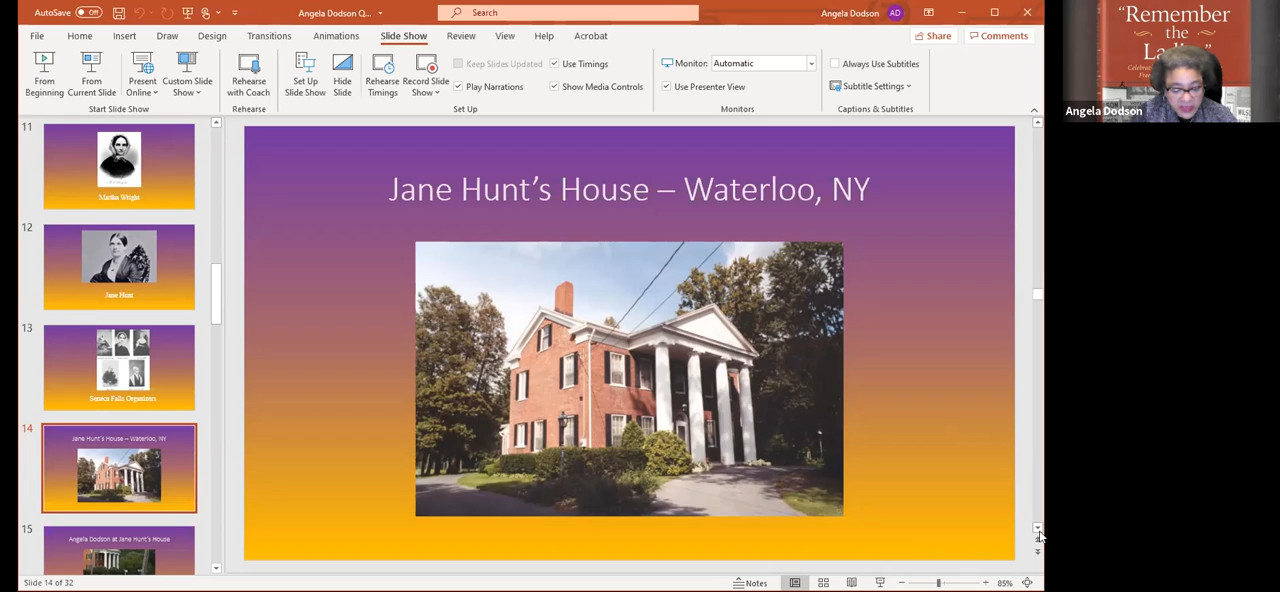 AutoSave Off Angela Dodson Q... Search Angela Dodson AD
File Home Insert Draw Design Transitions Animations Slide Show Review View Help Acrobat Share Comments
From Beginning
From Current Slide
Present Online
Custom Slide Show
Start Slide Show
Rehearse with Coach
Rehearse
Set Up Slide Show
Hide Slide
Rehearse Timings
Record Slide Show
Keep Slides Updated
Play Narrations
Use Timings
Show Media Controls
Set Up
Monitor: Automatic
Use Presenter View
Monitors
Always Use Subtitles
Subtitle Settings
Captions & Subtitles
11
Martha Wright
12
Jane Hunt
13
Seneca Falls Organizers
14
Jane Hunt's House – Waterloo, NY
15
Angela Dodson at Jane Hunt's House
Jane Hunt's House – Waterloo, NY
Slide 14 of 32 Notes 85%
"Remember
the
Angela Dodson